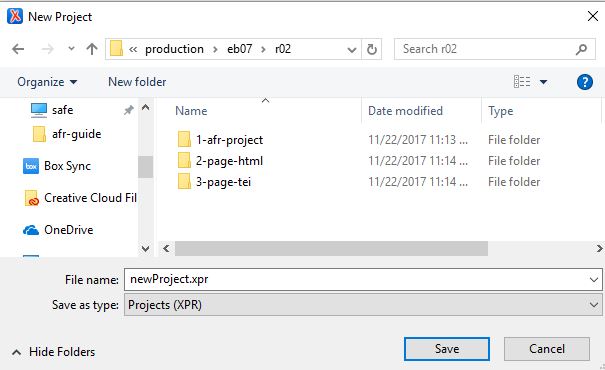 New Project
« production › eb07 › r02
Search r02
Organize
New folder
safe
afr-guide
Box Sync
Creative Cloud Fil
OneDrive
Name Date modified Type
1-afr-project 11/22/2017 11:13 ... File folder
2-page-html 11/22/2017 11:14 ... File folder
3-page-tei 11/22/2017 11:14 ... File folder
File name: newProject.xpr
Save as type: Projects (XPR)
Hide Folders
Save
Cancel